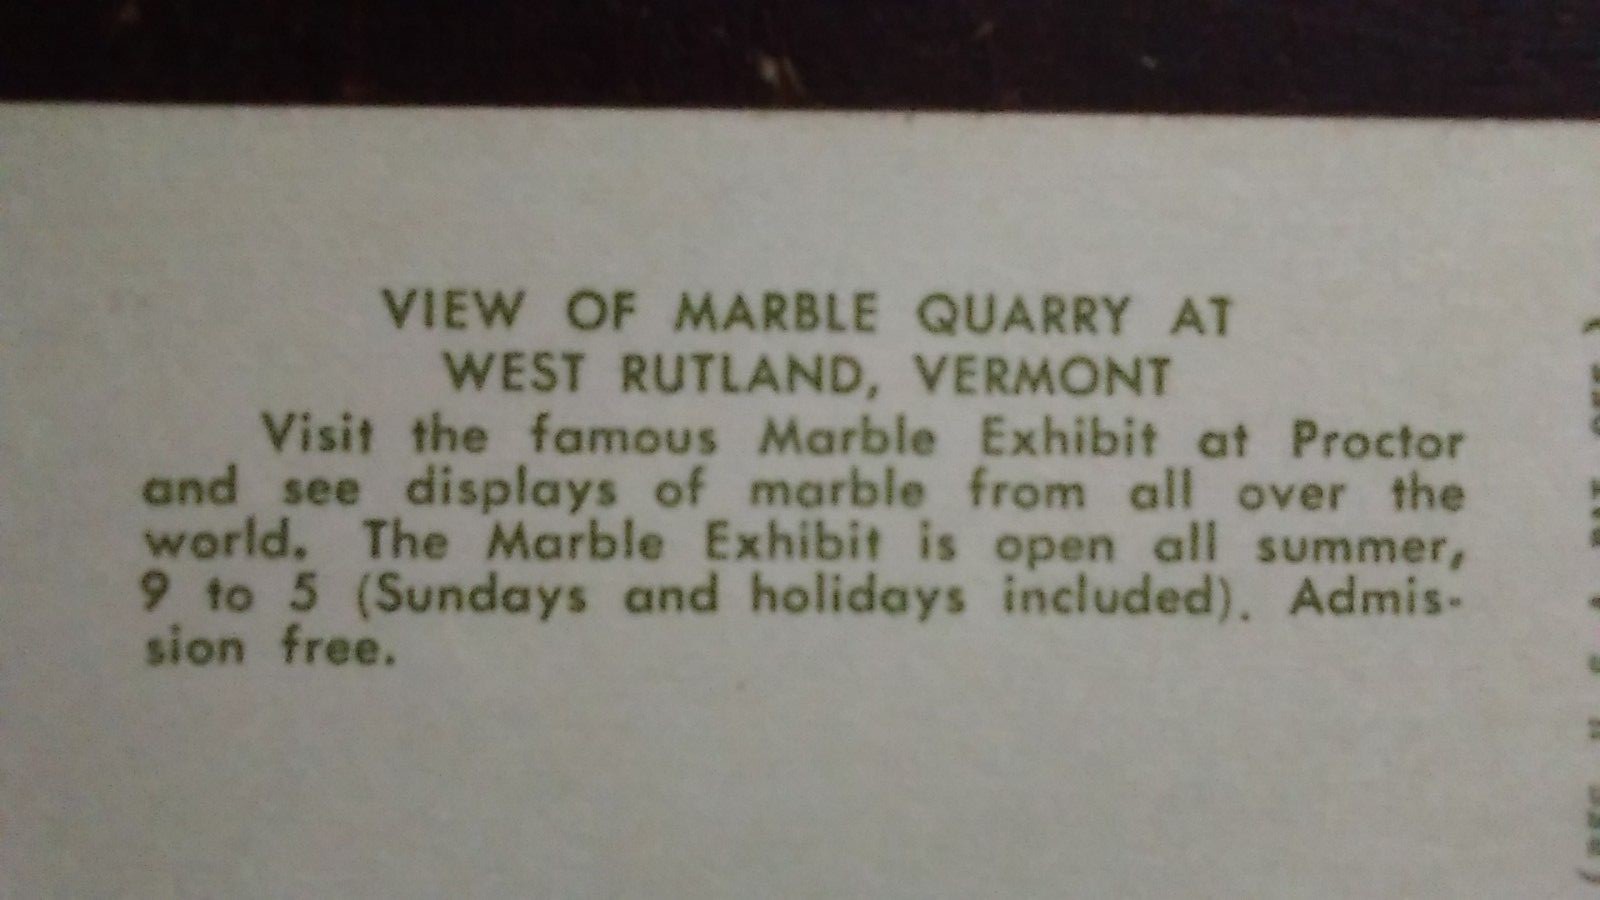 VIEW OF MARBLE QUARRY AT
WEST RUTLAND, VERMONT
Visit the famous Marble Exhibit at Proctor
and see displays of marble from all over the
world. The Marble Exhibit is open all summer,
9 to 5 (Sundays and holidays included). Admis-
sion free.